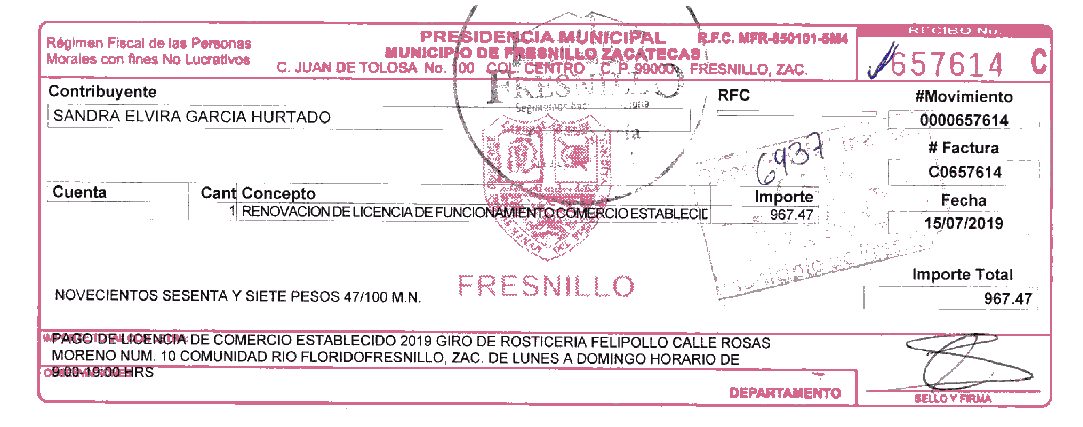 Régimen Fiscal de las Personas
Morales con fines No Lucrativos
PRESIDENCIA MUNICIPAL
MUNICIPIO DE FRESNILLO ZACATECAS
C. JUAN DE TOLOSA No. 100 COL. CENTRO C.P. 99000 FRESNILLO, ZAC.
R.F.C. MFR-850101-5M4
RECIBO No.
657614 C
Contribuyente
SANDRA ELVIRA GARCIA HURTADO
RFC
#Movimiento
0000657614
# Factura
C0657614
Fecha
15/07/2019
FRESNILLO
6937
Cuenta
Cant Concepto
Importe
1 RENOVACION DE LICENCIA DE FUNCIONAMIENTO COMERCIO ESTABLECID
967.47
FRESNILLO
Importe Total
967.47
NOVECIENTOS SESENTA Y SIETE PESOS 47/100 M.N.
PAGO DE LICENCIA DE COMERCIO ESTABLECIDO 2019 GIRO DE ROSTICERIA FELIPOLLO CALLE ROSAS
MORENO NUM. 10 COMUNIDAD RIO FLORIDOFRESNILLO, ZAC. DE LUNES A DOMINGO HORARIO DE
9:00-19:00 HRS
DEPARTAMENTO
SELLO Y FIRMA